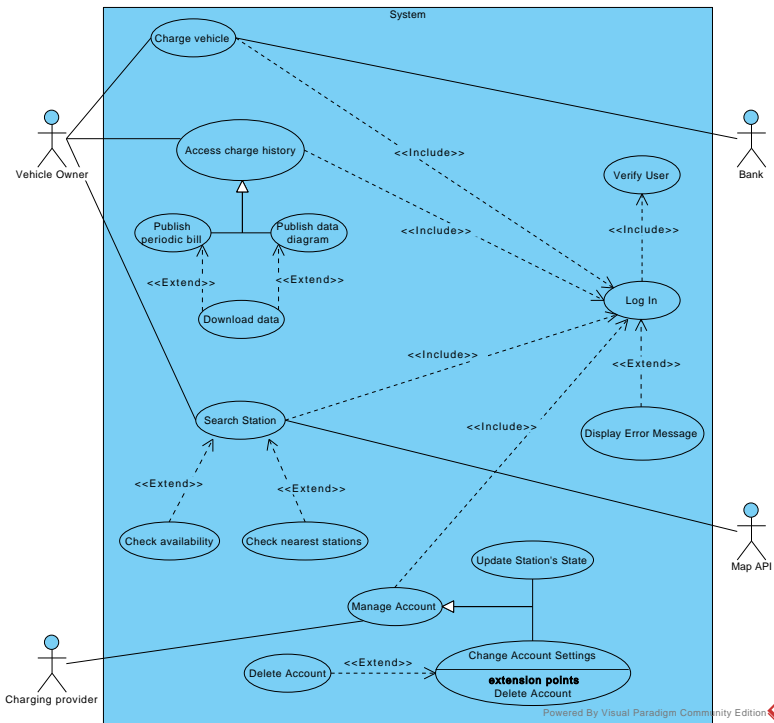 System
Charge vehicle
Vehicle Owner
Bank
Access charge history
<<Include>>
Verify User
Publish
periodic bill
Publish data
diagram
<<Include>>
<<Include>>
<<Extend>>
<<Extend>>
Download data
Log In
<<Include>>
<<Extend>>
Search Station
<<Include>>
Display Error Message
<<Extend>>
<<Extend>>
Check availability
Check nearest stations
Update Station's State
Map API
Manage Account
Change Account Settings
<<Extend>>
Delete Account
extension points
Delete Account
Charging provider
Powered By Visual Paradigm Community Edition